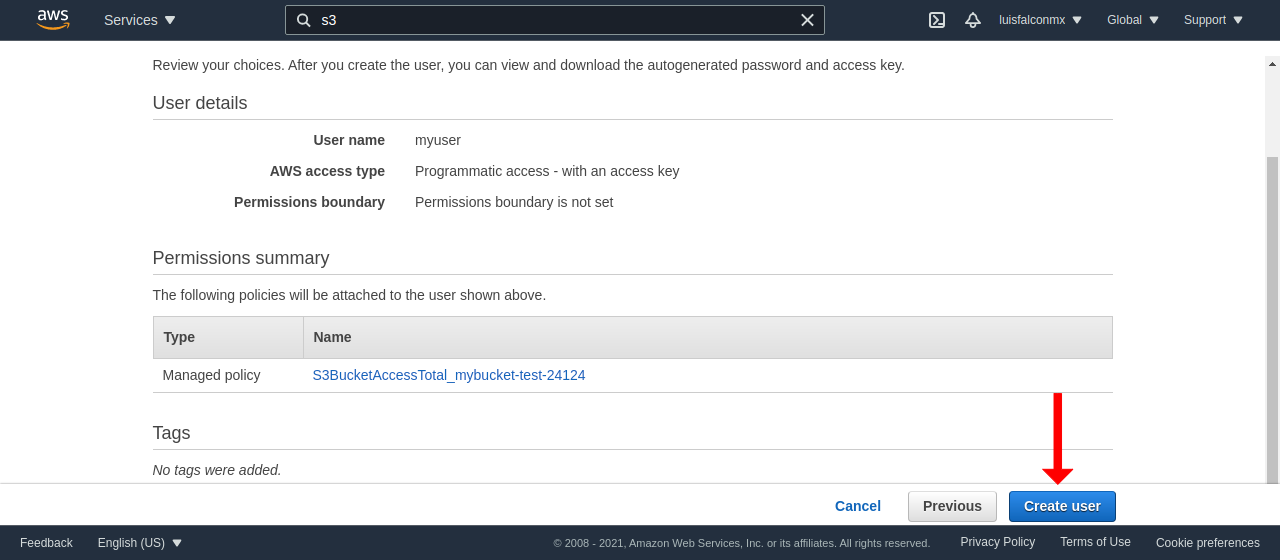 aws Services s3 luisfalconmx Global Support
Review your choices. After you create the user, you can view and download the autogenerated password and access key.
User details
User name myuser
AWS access type Programmatic access - with an access key
Permissions boundary Permissions boundary is not set
Permissions summary
The following policies will be attached to the user shown above.
Type Name
Managed policy S3BucketAccessTotal_mybucket-test-24124
Tags
No tags were added.
Cancel Previous Create user
Feedback English (US) © 2008 - 2021, Amazon Web Services, Inc. or its affiliates. All rights reserved. Privacy Policy Terms of Use Cookie preferences